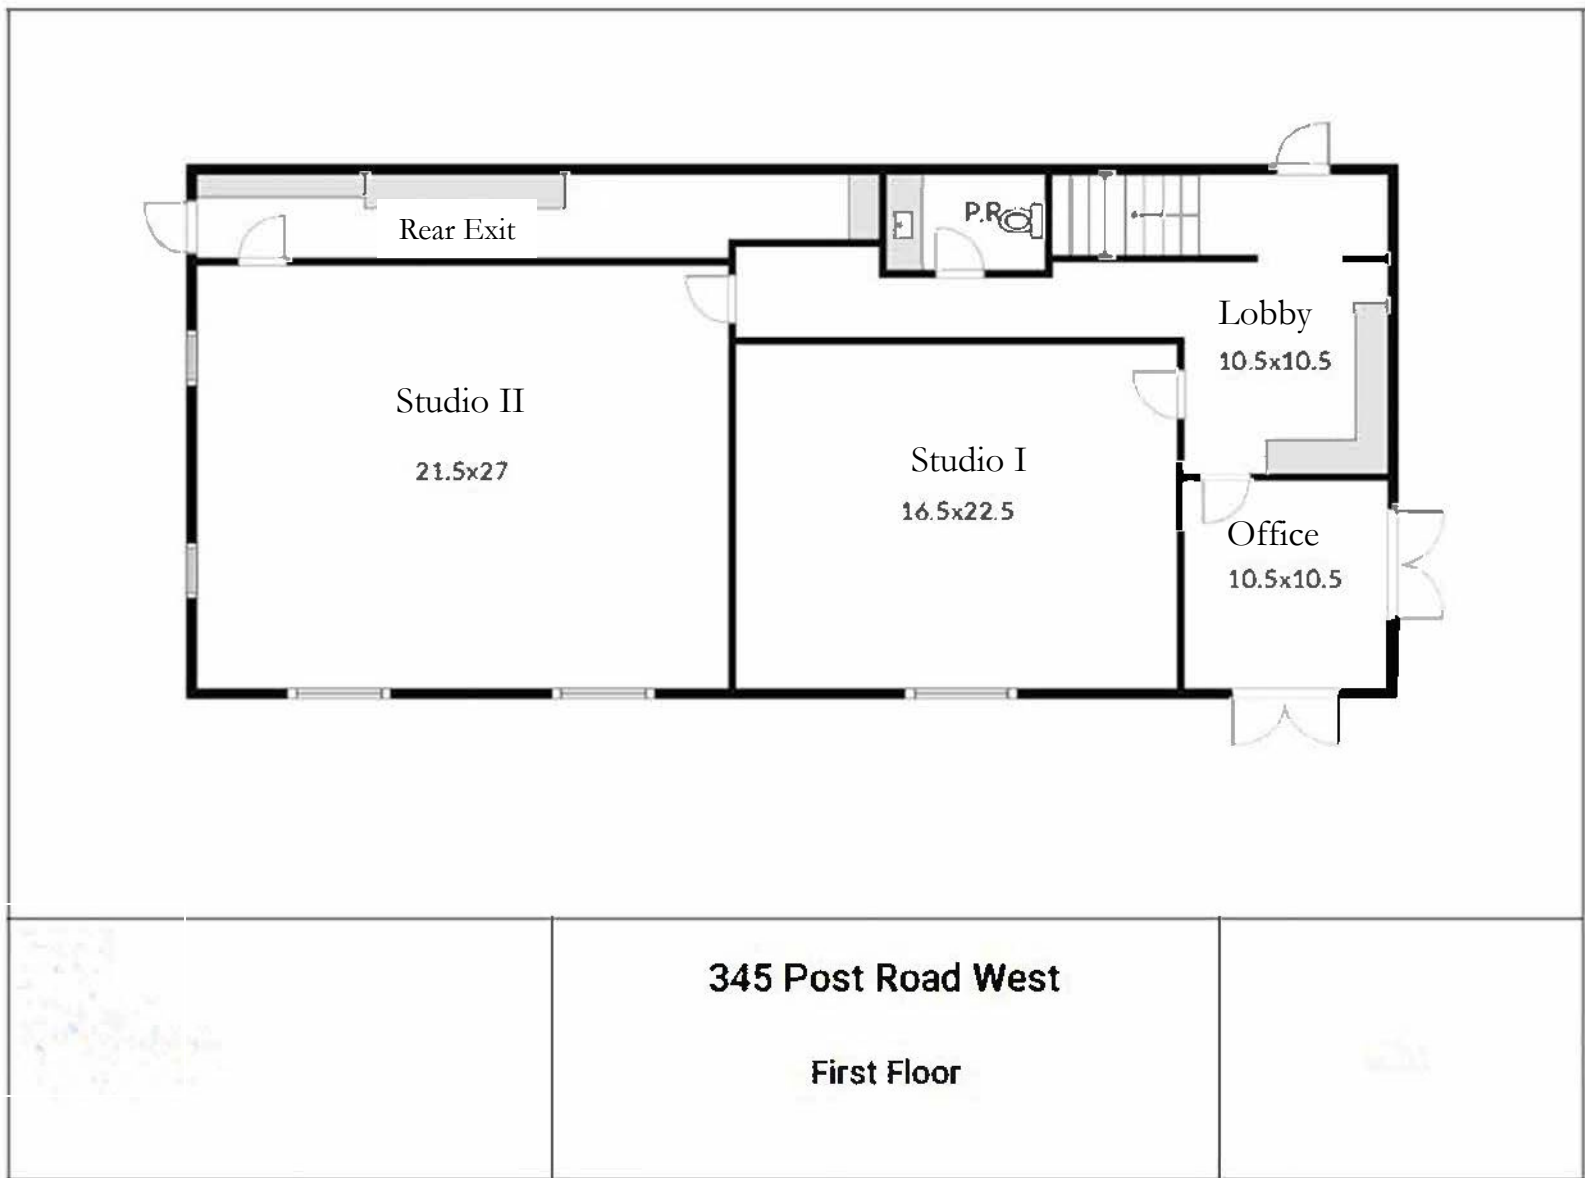 P.R
Rear Exit
Lobby
10.5x10.5
Studio II
21.5x27
Studio I
16.5x22.5
Office
10.5x10.5
345 Post Road West
First Floor